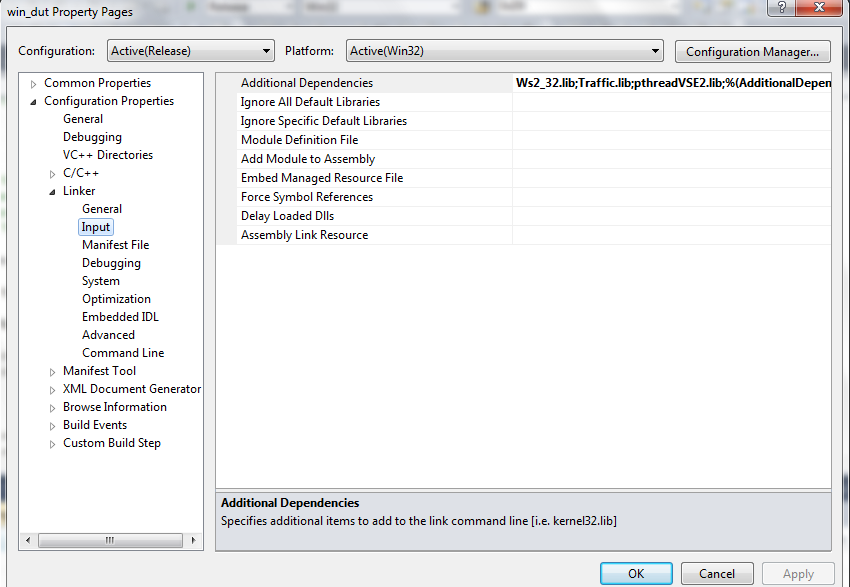 win_dut Property Pages
Configuration: Active(Release) Platform: Active(Win32) Configuration Manager...
Common Properties
Configuration Properties
General
Debugging
VC++ Directories
C/C++
Linker
General
Input
Manifest File
Debugging
System
Optimization
Embedded IDL
Advanced
Command Line
Manifest Tool
XML Document Generator
Browse Information
Build Events
Custom Build Step
Additional Dependencies Ws2_32.lib;Traffic.lib;pthreadVSE2.lib;%(AdditionalDepen
Ignore All Default Libraries
Ignore Specific Default Libraries
Module Definition File
Add Module to Assembly
Embed Managed Resource File
Force Symbol References
Delay Loaded Dlls
Assembly Link Resource
Additional Dependencies
Specifies additional items to add to the link command line [i.e. kernel32.lib]
OK Cancel Apply